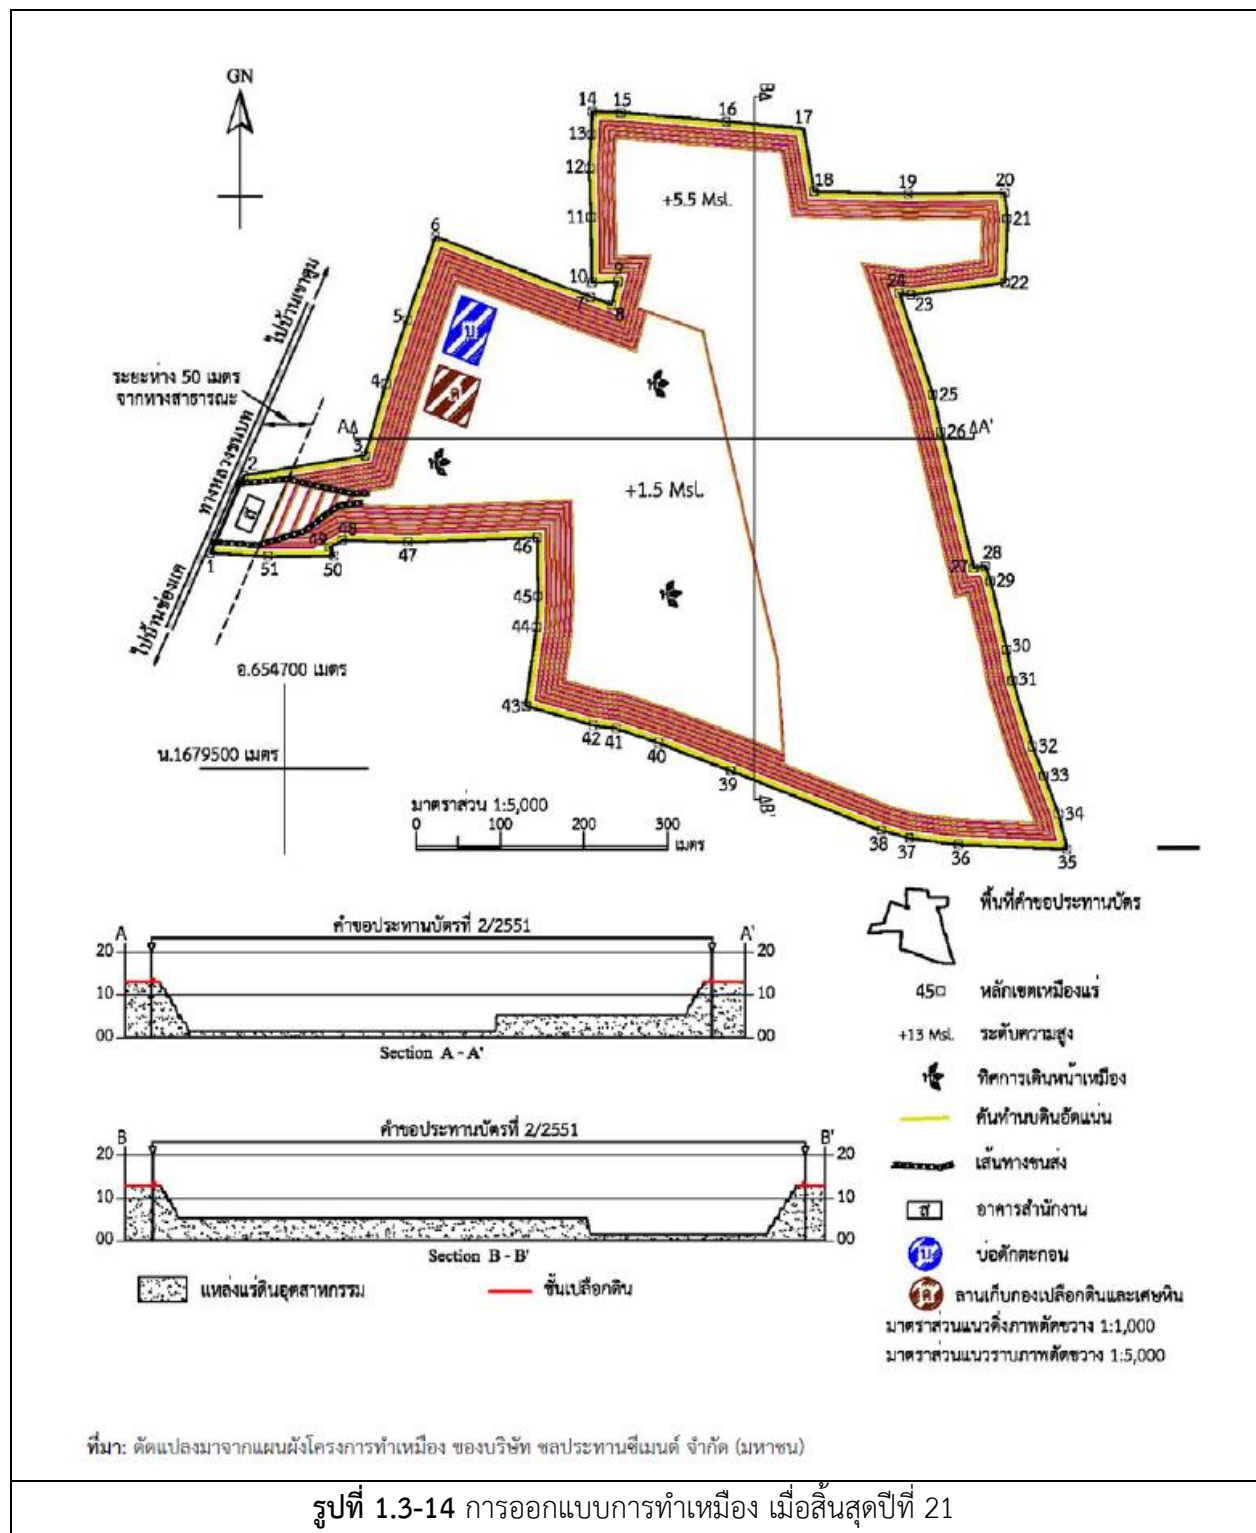 GN
14 15 16 17
B
13
12
18 19 20
+5.5 Msl.
11 21
6
9
10 22
7 8 24 23
ไปบ้านเขาดูม
5 บ
ระยะห่าง 50 เมตร
จากทางสาธารณะ
4 ค 25
A 3 26 A'
ทางหลวงชนบท
2
+1.5 Msl.
ส
49 48
1 51 50 47 46 27 28
29
ไปบ้านช่องแค
45
44
30
อ.654700 เมตร
31
43
42 41 40 32
น.1679500 เมตร
39 33
มาตราส่วน 1:5,000 B'
0 100 200 300
เมตร
34
38 37 36 35
คำขอประทานบัตรที่ 2/2551
A A'
20 20
10 10
00 00
Section A - A'
คำขอประทานบัตรที่ 2/2551
B B'
20 20
10 10
00 00
Section B - B'
แหล่งแร่ดินอุตสาหกรรม ชั้นเปลือกดิน
พื้นที่คำขอประทานบัตร
45 หลักเขตเหมืองแร่
+13 Msl. ระดับความสูง
ทิศการเดินหน้าเหมือง
คันทำนบดินอัดแน่น
เส้นทางขนส่ง
ส อาคารสำนักงาน
บ บ่อดักตะกอน
ค ลานเก็บกองเปลือกดินและเศษหิน
มาตราส่วนแนวดิ่งภาพตัดขวาง 1:1,000
มาตราส่วนแนวราบภาพตัดขวาง 1:5,000
ที่มา: ดัดแปลงมาจากแผนผังโครงการทำเหมือง ของบริษัท ชลประทานซีเมนต์ จำกัด (มหาชน)
รูปที่ 1.3-14 การออกแบบการทำเหมือง เมื่อสิ้นสุดปีที่ 21